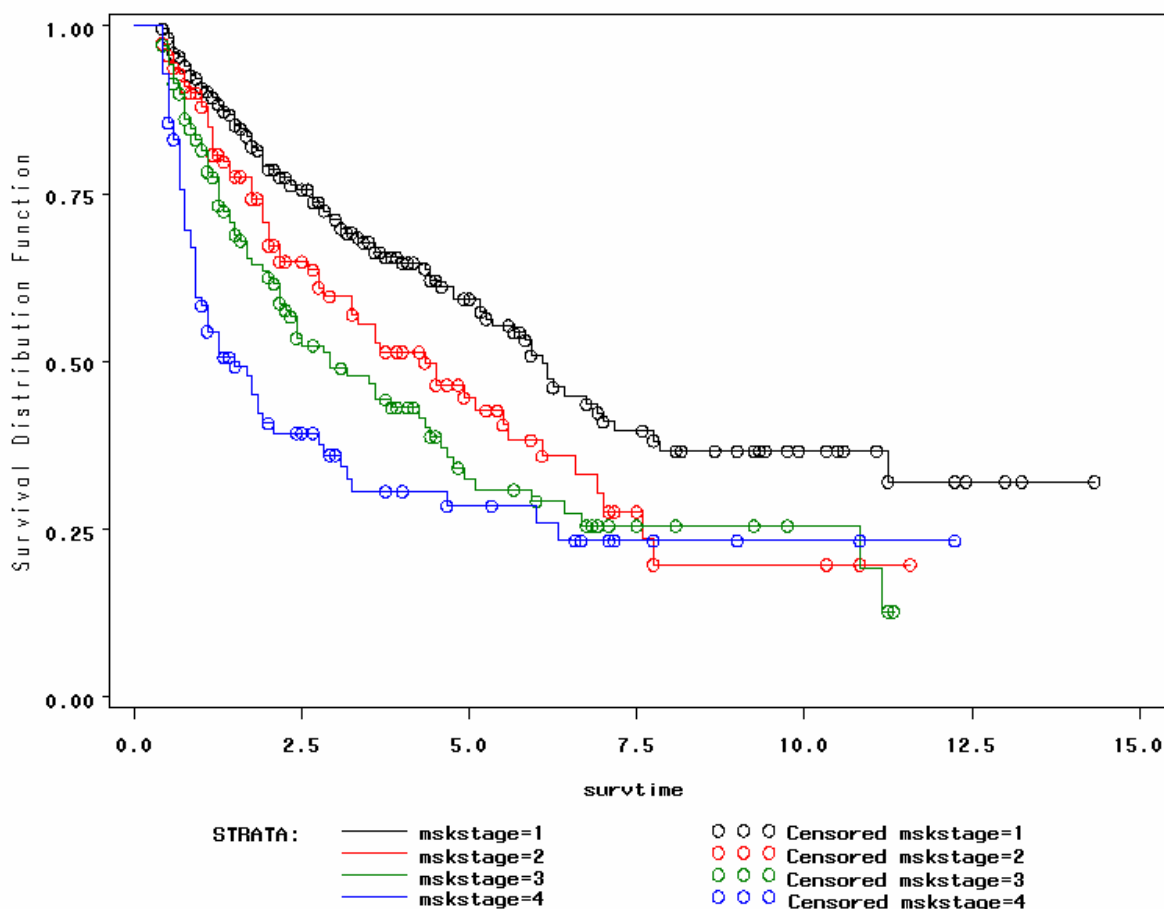 1.00
0.75
0.50
0.25
0.00
Survival Distribution Function
0.0 2.5 5.0 7.5 10.0 12.5 15.0
survtime
STRATA: mskstage=1 Censored mskstage=1
mskstage=2 Censored mskstage=2
mskstage=3 Censored mskstage=3
mskstage=4 Censored mskstage=4